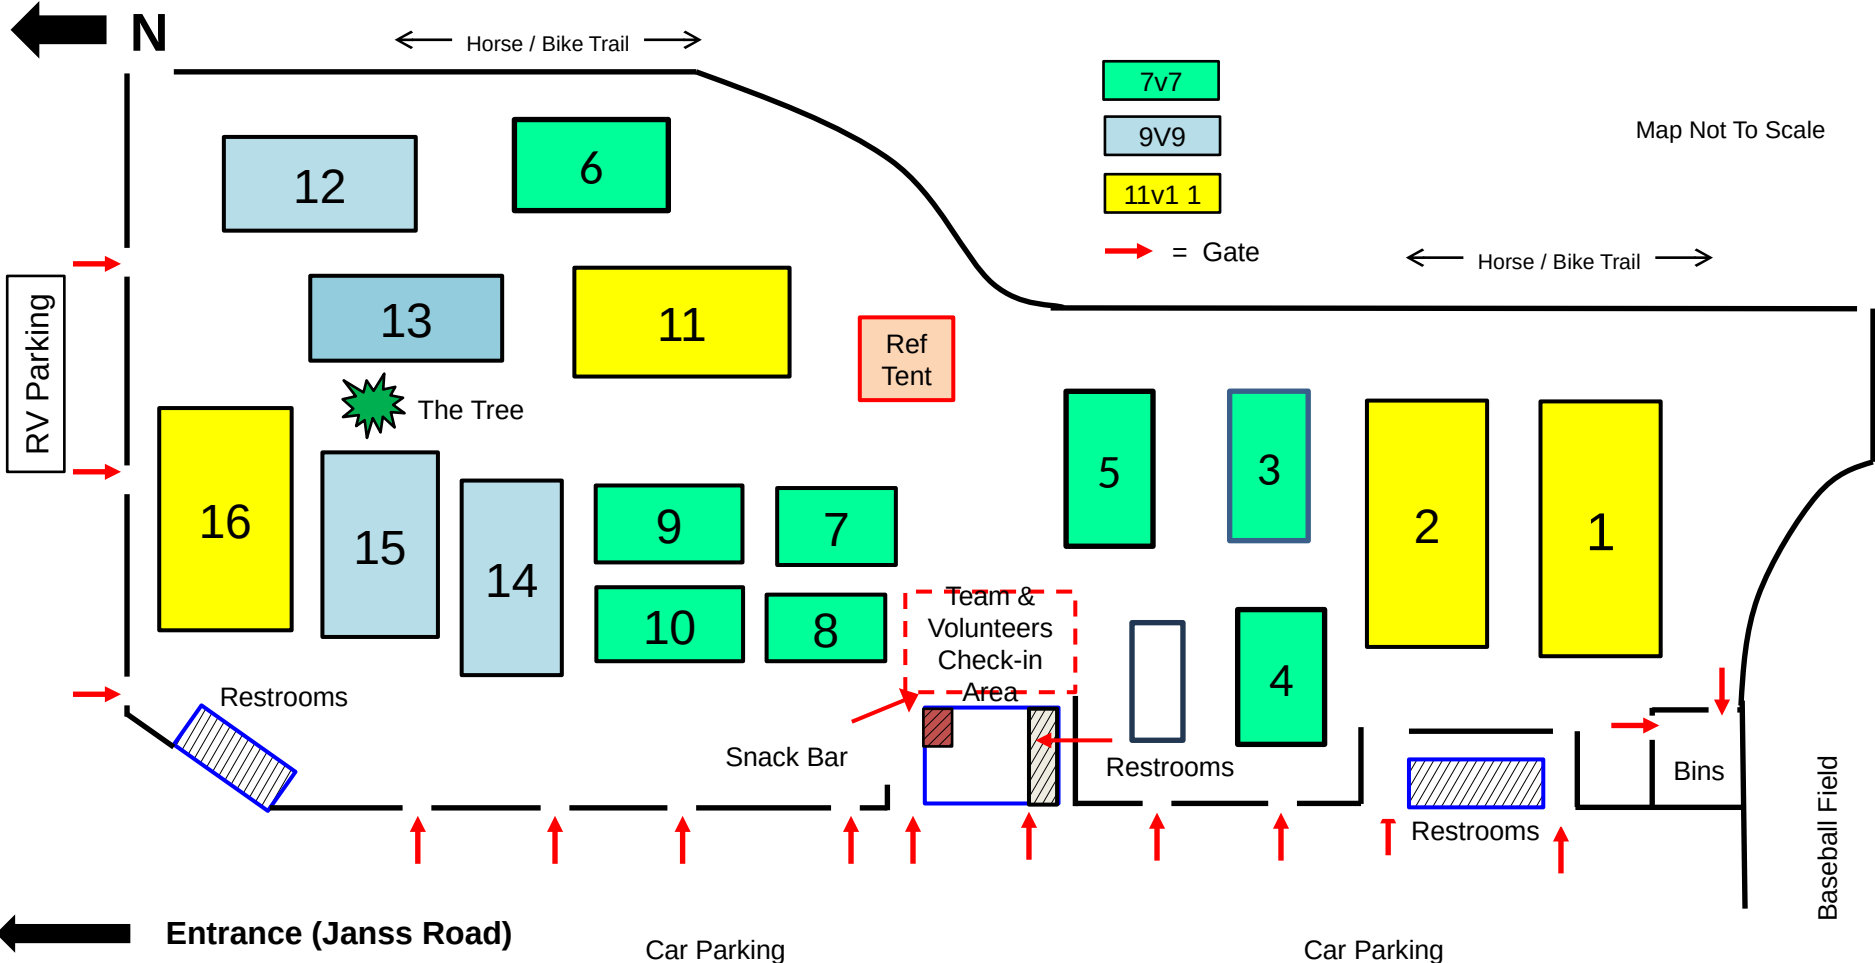 N
Horse / Bike Trail
7v7
9V9
11v1 1
= Gate
Map Not To Scale
Horse / Bike Trail
12
6
13
11
Ref
Tent
RV Parking
The Tree
16
15
14
9
7
10
8
5
3
2
1
4
Team &
Volunteers
Check-in
Area
Restrooms
Snack Bar
Restrooms
Bins
Restrooms
Baseball Field
Entrance (Janss Road)
Car Parking
Car Parking